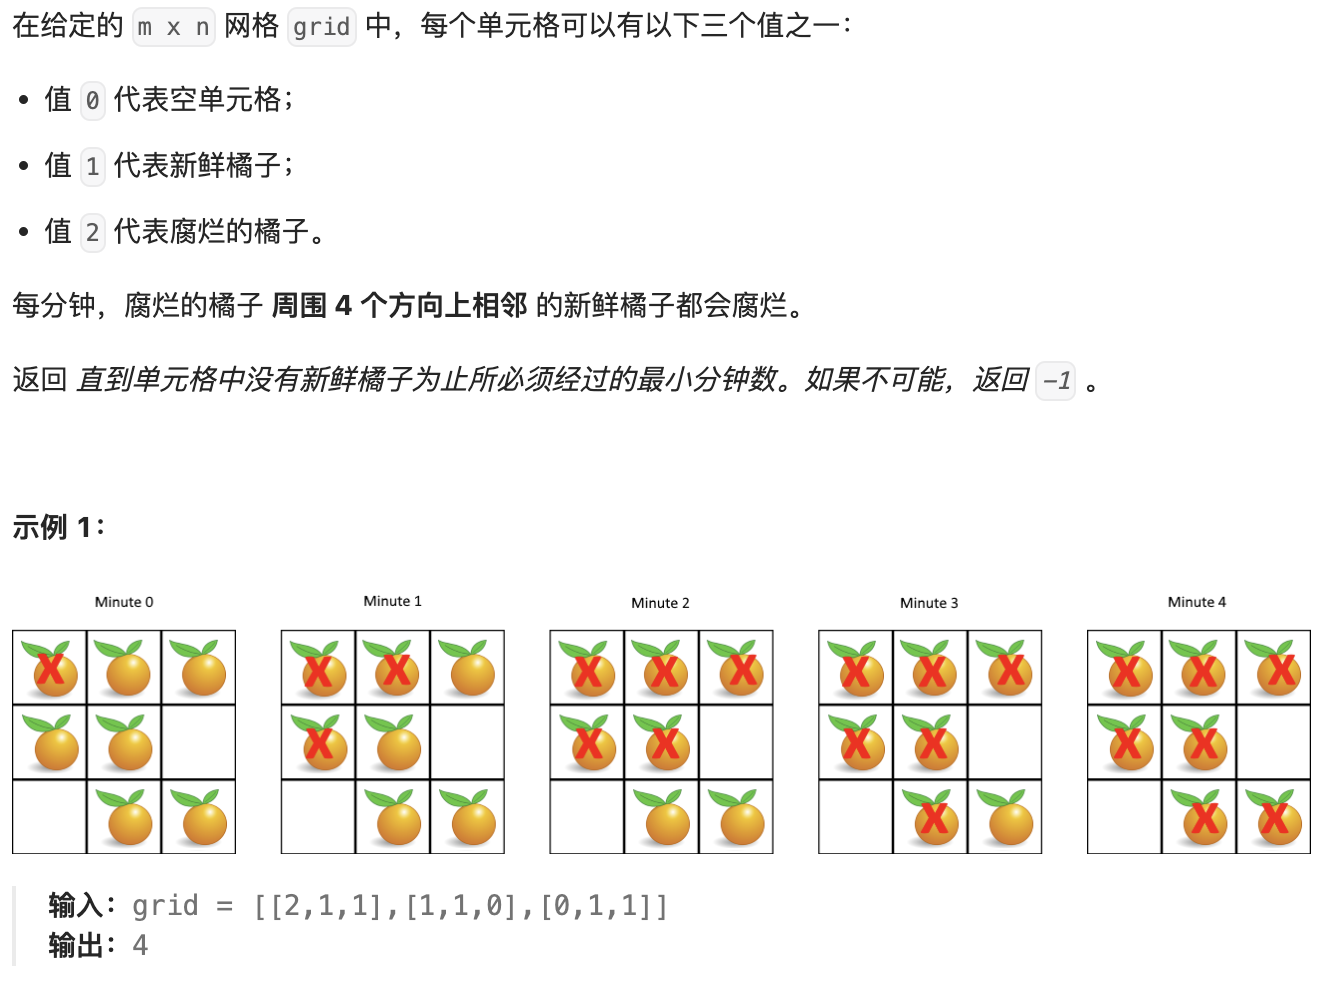 在给定的 m x n 网格 grid 中，每个单元格可以有以下三个值之一：
• 值 0 代表空单元格；
• 值 1 代表新鲜橘子；
• 值 2 代表腐烂的橘子。
每分钟，腐烂的橘子 周围 4 个方向上相邻 的新鲜橘子都会腐烂。
返回 直到单元格中没有新鲜橘子为止所必须经过的最小分钟数。如果不可能，返回 -1 。
示例 1：
Minute 0 Minute 1 Minute 2 Minute 3 Minute 4
输入：grid = [[2,1,1],[1,1,0],[0,1,1]]
输出：4